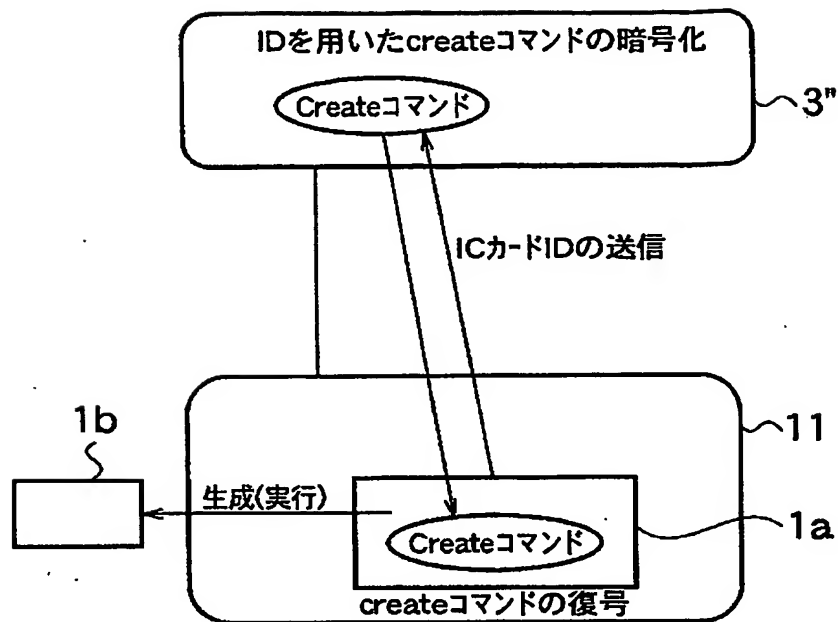 IDを用いたcreateコマンドの暗号化
Createコマンド
3"
ICカードIDの送信
1b
11
生成(実行)
1a
Createコマンド
createコマンドの復号